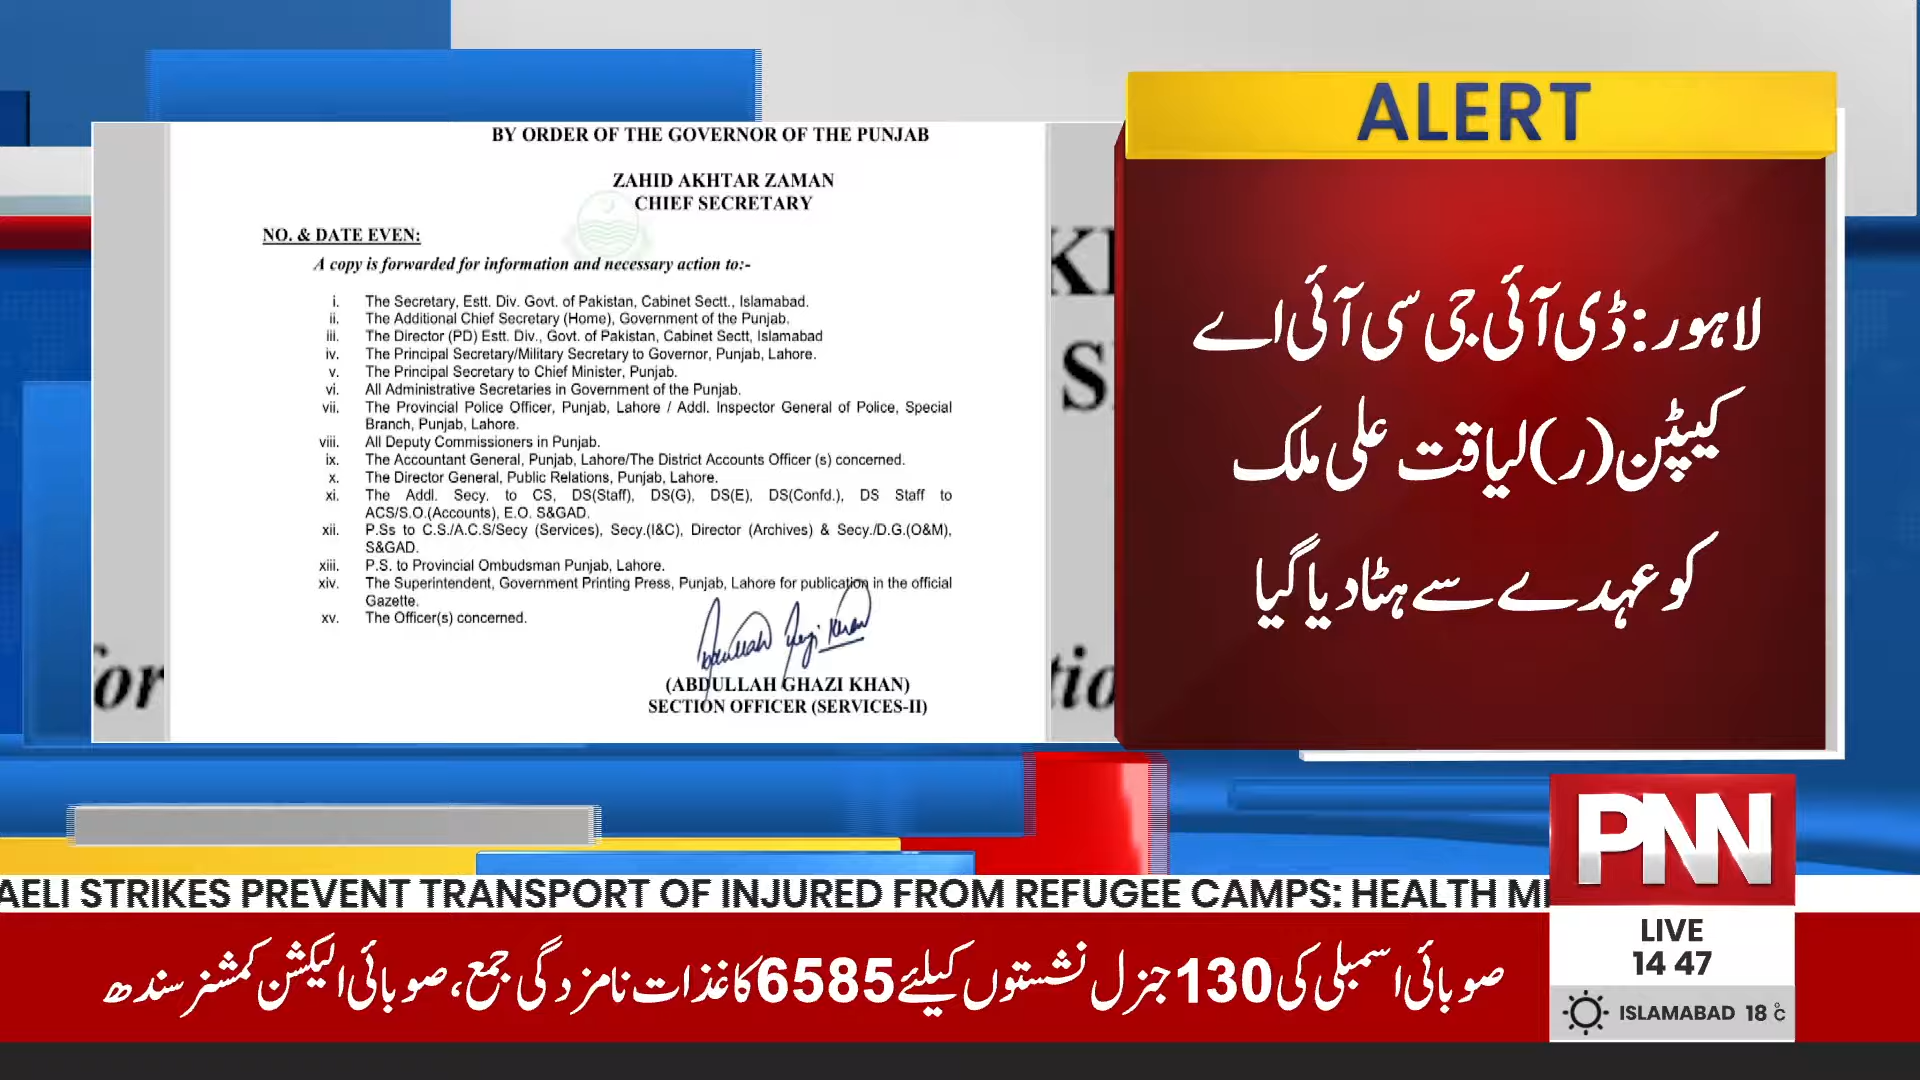 BY ORDER OF THE GOVERNOR OF THE PUNJAB
ZAHID AKHTAR ZAMAN
CHIEF SECRETARY
NO. & DATE EVEN:
A copy is forwarded for information and necessary action to:-
i. The Secretary, Estt. Div. Govt. of Pakistan, Cabinet Sectt., Islamabad.
ii. The Additional Chief Secretary (Home), Government of the Punjab.
iii. The Director (PD) Estt. Div., Govt. of Pakistan, Cabinet Sectt, Islamabad
iv. The Principal Secretary/Military Secretary to Governor, Punjab, Lahore.
v. The Principal Secretary to Chief Minister, Punjab.
vi. All Administrative Secretaries in Government of the Punjab.
vii. The Provincial Police Officer, Punjab, Lahore / Addl. Inspector General of Police, Special
Branch, Punjab, Lahore.
viii. All Deputy Commissioners in Punjab.
ix. The Accountant General, Punjab, Lahore/The District Accounts Officer (s) concerned.
x. The Director General, Public Relations, Punjab, Lahore.
xi. The Addl. Secy. to CS, DS(Staff), DS(G), DS(E), DS(Confd.), DS Staff to
ACS/S.O.(Accounts), E.O. S&GAD.
xii. P.Ss to C.S./A.C.S/Secy (Services), Secy.(I&C), Director (Archives) & Secy./D.G.(O&M),
S&GAD.
xiii. P.S. to Provincial Ombudsman Punjab, Lahore.
xiv. The Superintendent, Government Printing Press, Punjab, Lahore for publication in the official
Gazette.
xv. The Officer(s) concerned.
(ABDULLAH GHAZI KHAN)
SECTION OFFICER (SERVICES-II)
ALERT
لاہور:ڈی آئی جی سی آئی اے
کیپٹن(ر)لیاقت علی ملک
کو عہدے سے ہٹادیا گیا
PNN
LIVE
14 47
ISLAMABAD 18°C
AELI STRIKES PREVENT TRANSPORT OF INJURED FROM REFUGEE CAMPS: HEALTH MI
صوبائی اسمبلی کی 130 جنرل نشستوں کیلئے 6585 کاغذات نامزدگی جمع، صوبائی الیکشن کمشنر سندھ